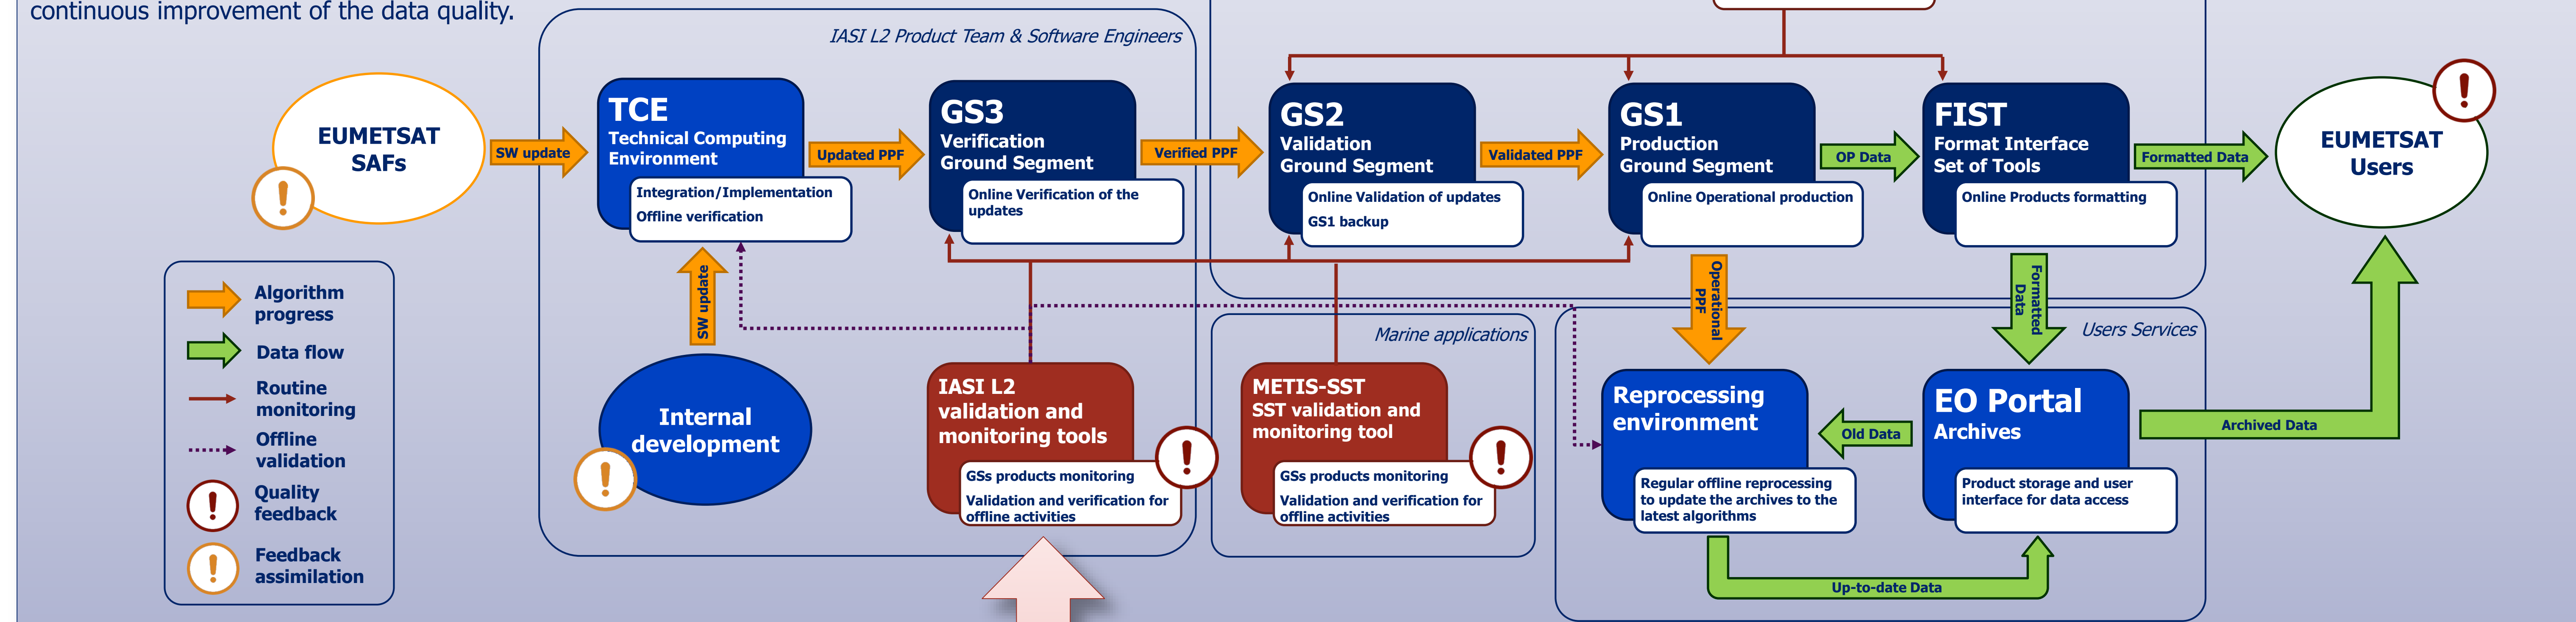 continuous improvement of the data quality.
IASI L2 Product Team & Software Engineers
EUMETSAT
SAFs
SW update
TCE
Technical Computing
Environment
Integration/Implementation
Offline verification
Updated PPF
GS3
Verification
Ground Segment
Online Verification of the
updates
Verified PPF
GS2
Validation
Ground Segment
Online Validation of updates
GS1 backup
Validated PPF
GS1
Production
Ground Segment
Online Operational production
OP Data
FIST
Format Interface
Set of Tools
Online Products formatting
Formatted Data
EUMETSAT
Users
Algorithm
progress
Data flow
Routine
monitoring
Offline
validation
Quality
feedback
Feedback
assimilation
SW update
Internal
development
IASI L2
validation and
monitoring tools
GSs products monitoring
Validation and verification for
offline activities
Marine applications
METIS-SST
SST validation and
monitoring tool
GSs products monitoring
Validation and verification for
offline activities
Operational
PPF
Formatted
Data
Users Services
Reprocessing
environment
Regular offline reprocessing
to update the archives to the
latest algorithms
Old Data
EO Portal
Archives
Product storage and user
interface for data access
Archived Data
Up-to-date Data